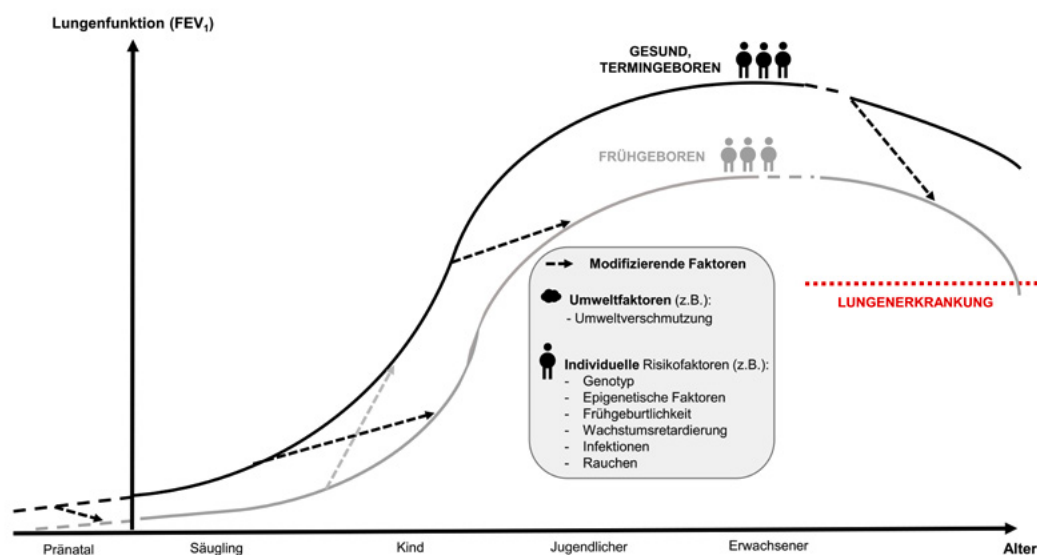 Lungenfunktion (FEV₁)
GESUND,
TERMINGEBOREN
FRÜHGEBOREN
Modifizierende Faktoren
Umweltfaktoren (z.B.):
- Umweltverschmutzung
Individuelle Risikofaktoren (z.B.):
- Genotyp
- Epigenetische Faktoren
- Frühgeburtlichkeit
- Wachstumsretardierung
- Infektionen
- Rauchen
LUNGENERKRANKUNG
Pränatal
Säugling
Kind
Jugendlicher
Erwachsener
Alter